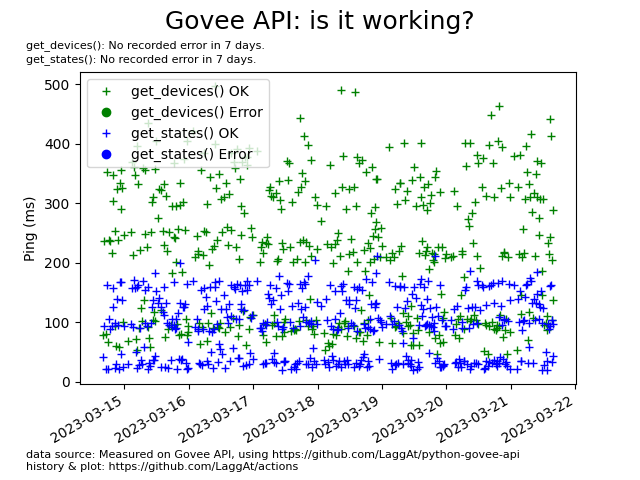 Govee API: is it working?
get_devices(): No recorded error in 7 days.
get_states(): No recorded error in 7 days.
500
400
300
200
100
0
Ping (ms)
get_devices() OK
get_devices() Error
get_states() OK
get_states() Error
2023-03-15
2023-03-16
2023-03-17
2023-03-18
2023-03-19
2023-03-20
2023-03-21
2023-03-22
data source: Measured on Govee API, using https://github.com/LaggAt/python-govee-api
history & plot: https://github.com/LaggAt/actions